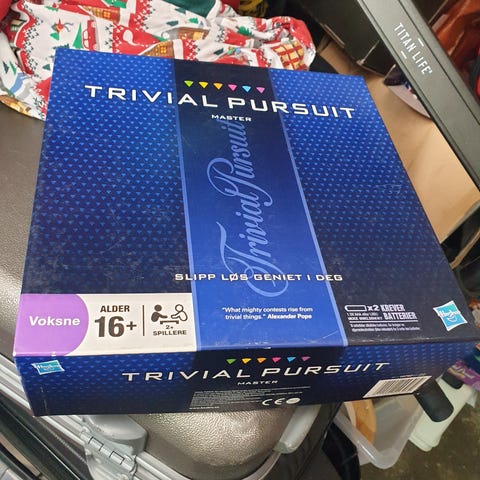 TITAN LIFE
TRIVIAL PURSUIT
MASTER
Trivial Pursuit
SLIPP LØS GENIET I DEG
Voksne
ALDER
16+
2+
SPILLERE
"What mighty contests rise from
trivial things." Alexander Pope
x2 KREVER
BATTERIER
Hasbro
Hasbro
TRIVIAL PURSUIT
MASTER
CE